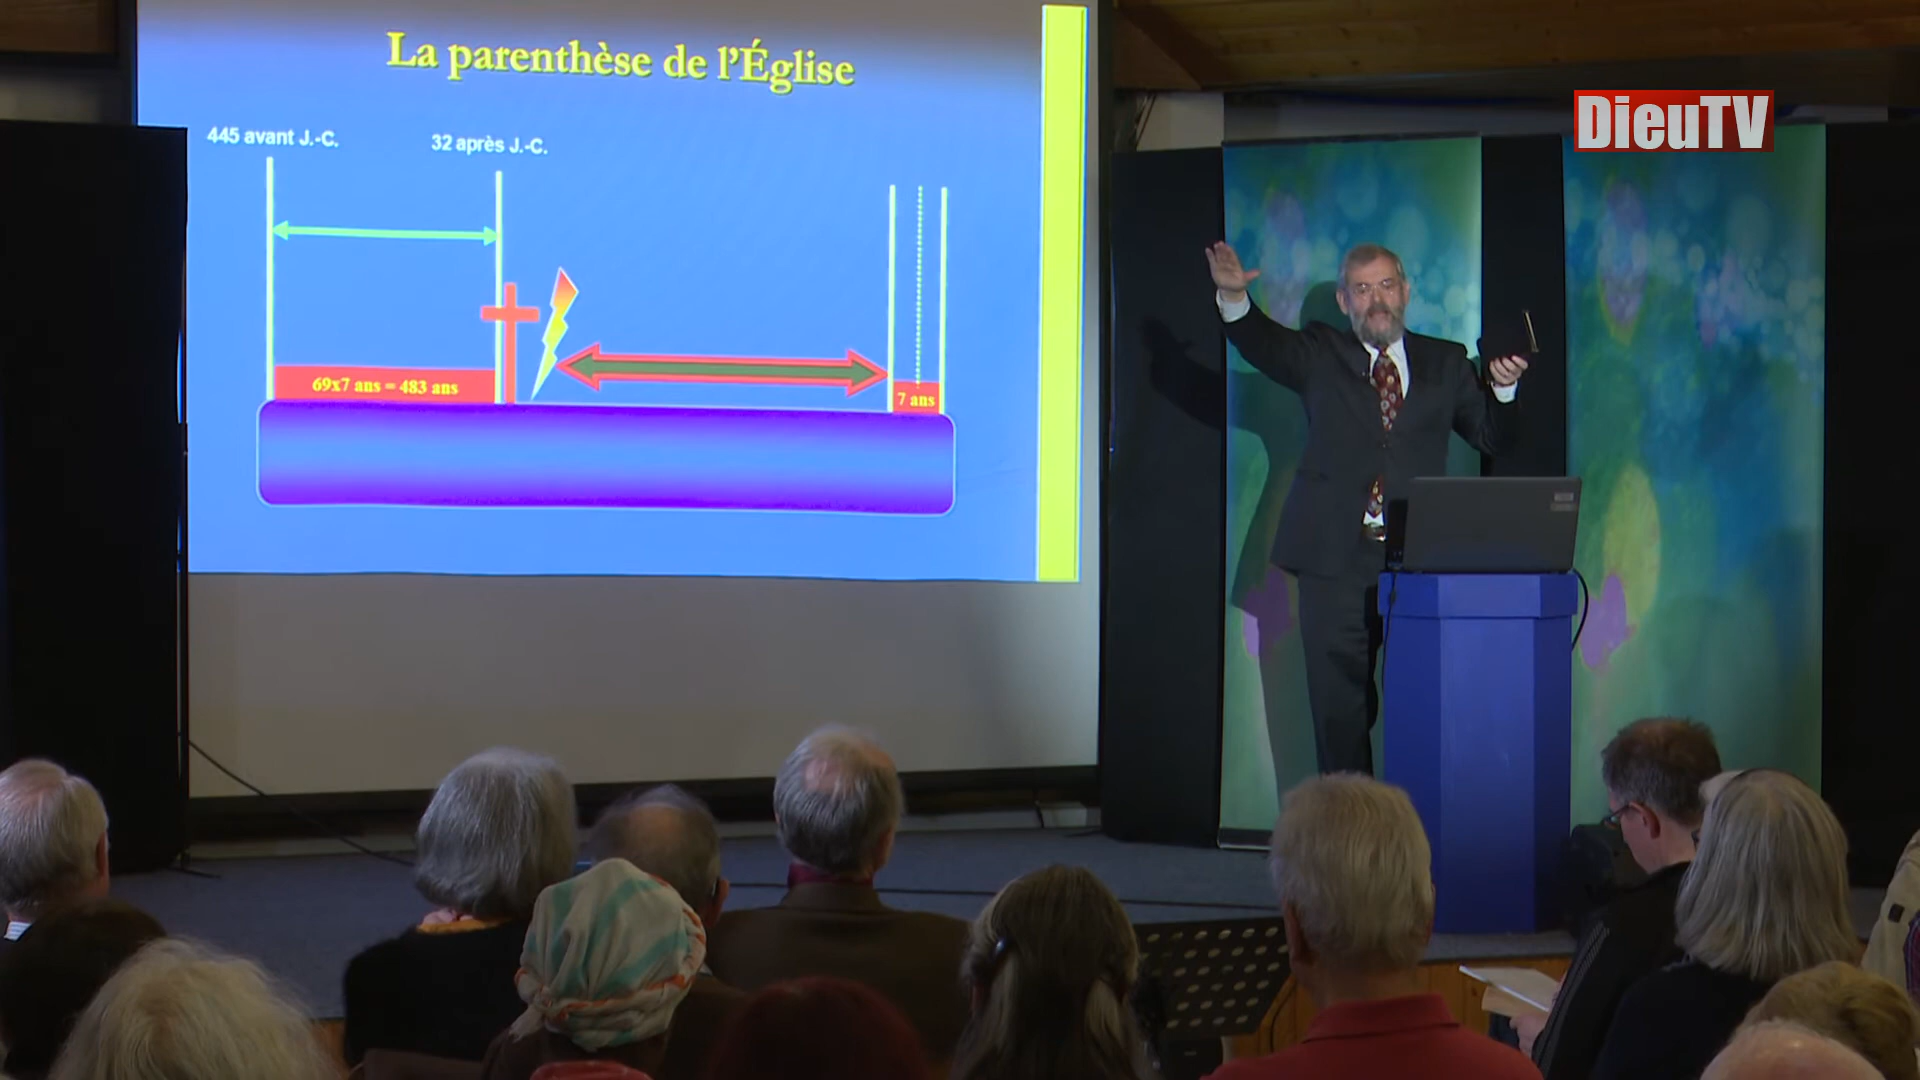 La parenthèse de l'Église
DieuTV
445 avant J.-C.
32 après J.-C.
69x7 ans = 483 ans
7 ans